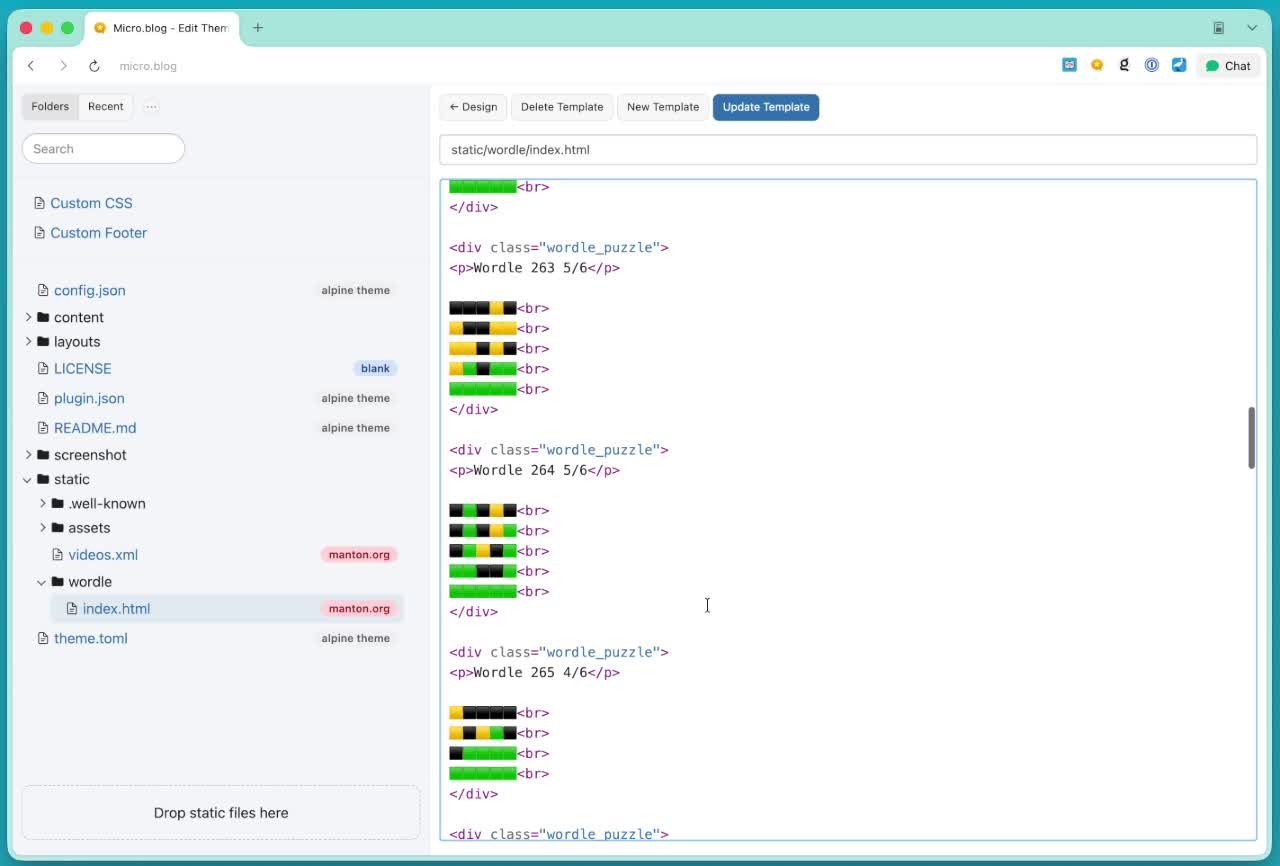 Micro.blog - Edit Them
micro.blog
Chat
Folders
Recent
Search
Custom CSS
Custom Footer
config.json
alpine theme
content
layouts
LICENSE
blank
plugin.json
alpine theme
README.md
alpine theme
screenshot
static
.well-known
assets
videos.xml
manton.org
wordle
index.html
manton.org
theme.toml
alpine theme
Drop static files here
← Design
Delete Template
New Template
Update Template
static/wordle/index.html
🟩🟩🟩🟩🟩<br>
</div>
<div class="wordle_puzzle">
<p>Wordle 263 5/6</p>
⬛⬛⬛🟨⬛<br>
🟨⬛⬛🟨🟨<br>
🟨🟨⬛🟨⬛<br>
🟨🟩⬛🟩🟩<br>
🟩🟩🟩🟩🟩<br>
</div>
<div class="wordle_puzzle">
<p>Wordle 264 5/6</p>
⬛🟩⬛🟨⬛<br>
⬛🟩⬛🟨🟩<br>
⬛🟩🟨⬛🟩<br>
🟩🟩⬛⬛🟩<br>
🟩🟩🟩🟩🟩<br>
</div>
<div class="wordle_puzzle">
<p>Wordle 265 4/6</p>
🟨⬛⬛⬛⬛<br>
🟨⬛🟨🟩⬛<br>
⬛🟩🟩🟩🟩<br>
🟩🟩🟩🟩🟩<br>
</div>
<div class="wordle_puzzle">